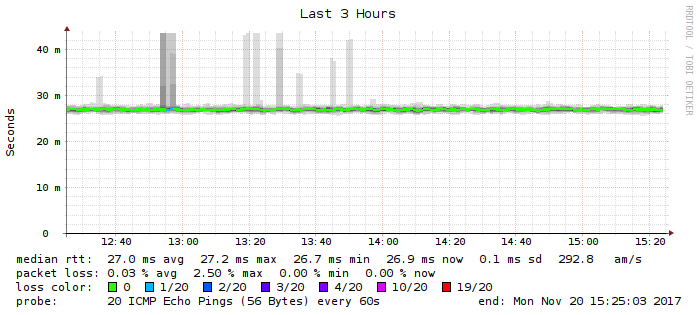 Last 3 Hours
RRDTOOL / TOBI OETIKER
Seconds
40 m
30 m
20 m
10 m
0
12:40 13:00 13:20 13:40 14:00 14:20 14:40 15:00 15:20
median rtt: 27.0 ms avg 27.2 ms max 26.7 ms min 26.9 ms now 0.1 ms sd 292.8 am/s
packet loss: 0.03 % avg 2.50 % max 0.00 % min 0.00 % now
loss color: 0 1/20 2/20 3/20 4/20 10/20 19/20
probe: 20 ICMP Echo Pings (56 Bytes) every 60s end: Mon Nov 20 15:25:03 2017